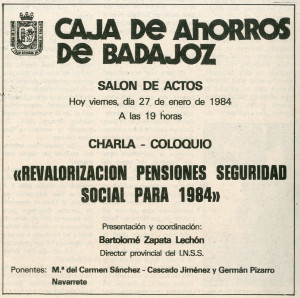 CAJA DE AHORROS
DE BADAJOZ
SALON DE ACTOS
Hoy viernes, día 27 de enero de 1984
A las 19 horas
CHARLA - COLOQUIO
«REVALORIZACION PENSIONES SEGURIDAD
SOCIAL PARA 1984»
Presentación y coordinación:
Bartolomé Zapata Lechón
Director provincial del I.N.S.S.
Ponentes: M.ª del Carmen Sánchez - Cascado Jiménez y Germán Pizarro
Navarrete